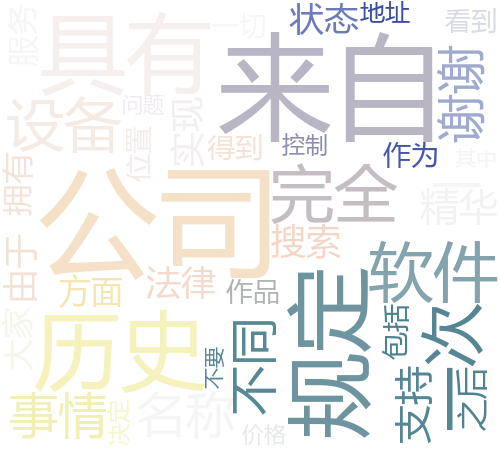 服务
具有
一切
状态
地址
看到
来自
谢谢
设备
问题
实现
位置
得到
控制
作为
其中
拥有
公司
完全
精华
由于
搜索
软件
方面
法律
作品
规定
包括
一次
大家
历史
不同
不要
支持
之后
事情
决定
名称
价格